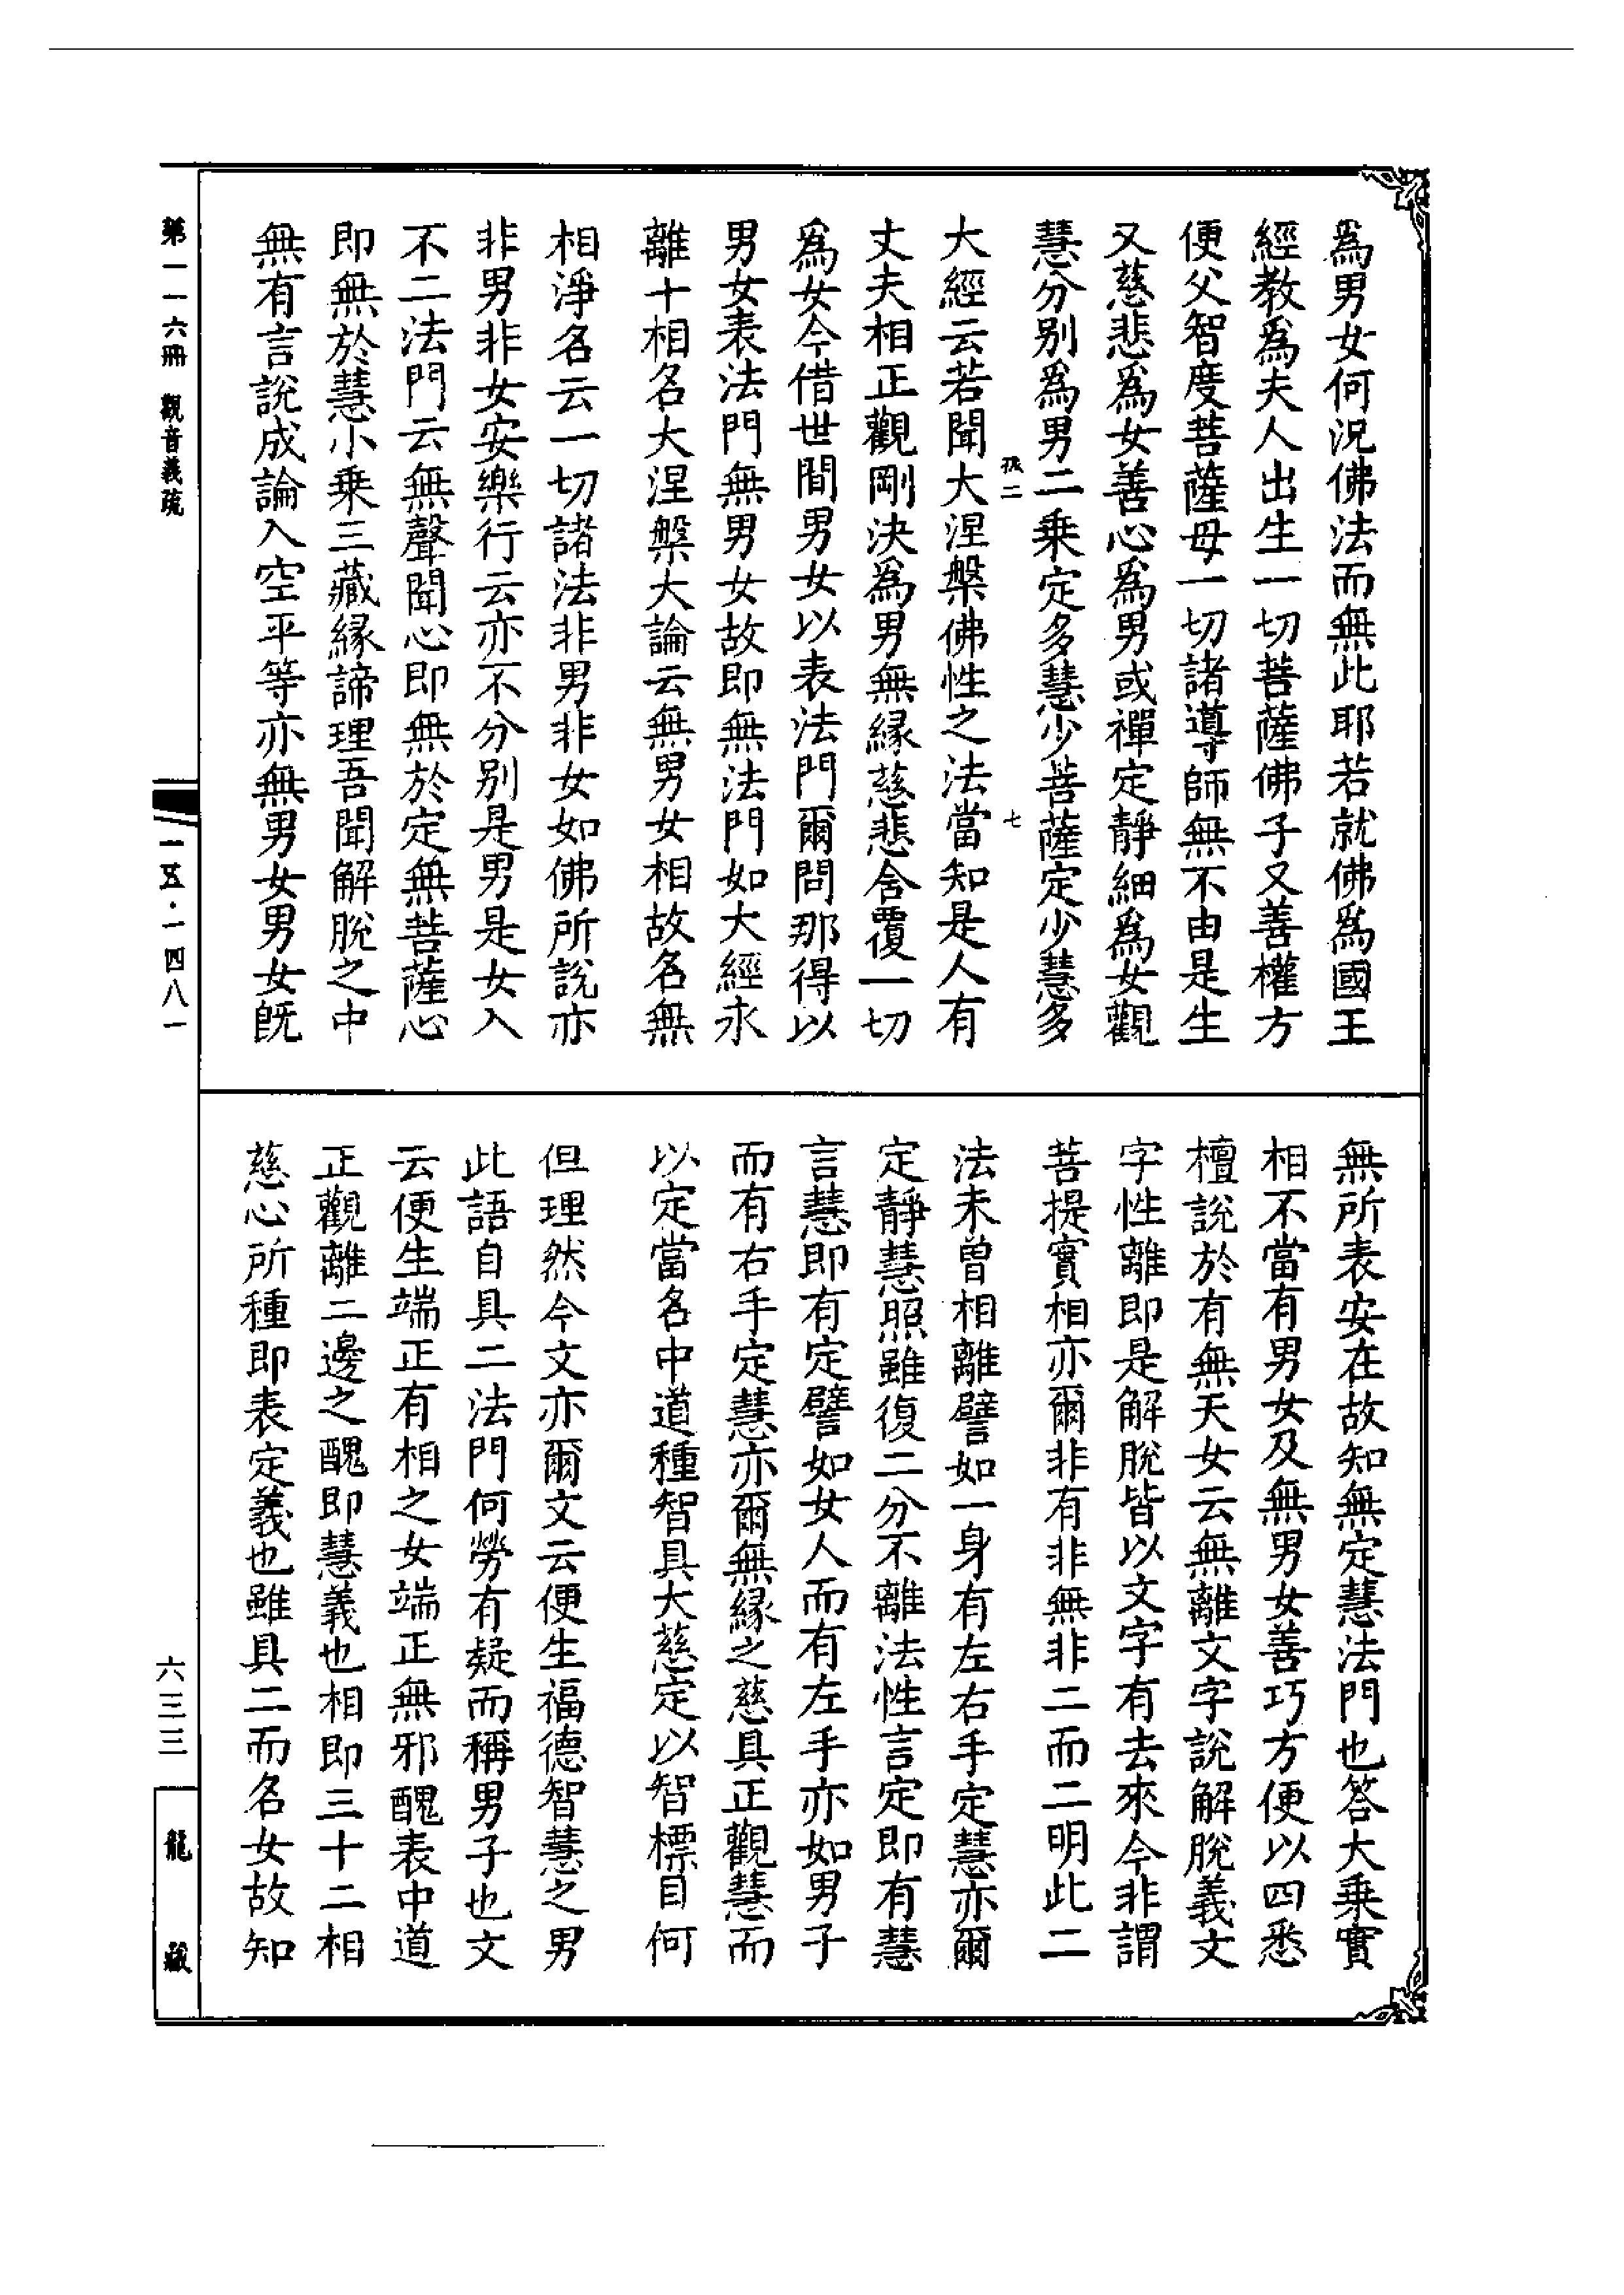 爲男女何況佛法而無此耶若就佛爲國王
經教爲夫人出生一切菩薩佛子又善權方
便父智度菩薩母一切諸導師無不由是生
又慈悲爲女善心爲男或禪定靜細爲女觀
慧分別爲男二乘定多慧少菩薩定少慧多
七
大經云若聞大涅槃佛性之法當知是人有
丈夫相正觀剛決爲男無緣慈悲含覆一切
爲女今借世間男女以表法門爾問那得以
男女表法門無男女故即無法門如大經永
離十相名大涅槃大論云無男女相故名無
相淨名云一切諸法非男非女如佛所說亦
非男非女安樂行云亦不分別是男是女入
不二法門云無聲聞心即無於定無菩薩心
即無於慧小乘三藏緣諦理吾聞解脫之中
無有言說成論入空平等亦無男女男女旣
無所表安在故知無定慧法門也答大乘實
相不當有男女及無男女善巧方便以四悉
檀說於有無天女云無離文字說解脫義文
字性離即是解脫皆以文字有去來今非謂
菩提實相亦爾非有非無非二而二明此二
法未曾相離譬如一身有左右手定慧亦爾
定靜慧照雖復二分不離法性言定即有慧
言慧即有定譬如女人而有左手亦如男子
而有右手定慧亦爾無緣之慈具正觀慧而
以定當名中道種智具大慈定以智標目何
但理然今文亦爾文云便生福德智慧之男
此語自具二法門何勞有疑而稱男子也文
云便生端正有相之女端正無邪醜表中道
正觀離二邊之醜即慧義也相即三十二相
慈心所種即表定義也雖具二而名女故知
第一一六冊 觀音義疏
一五·一四八一
六三三
龍藏